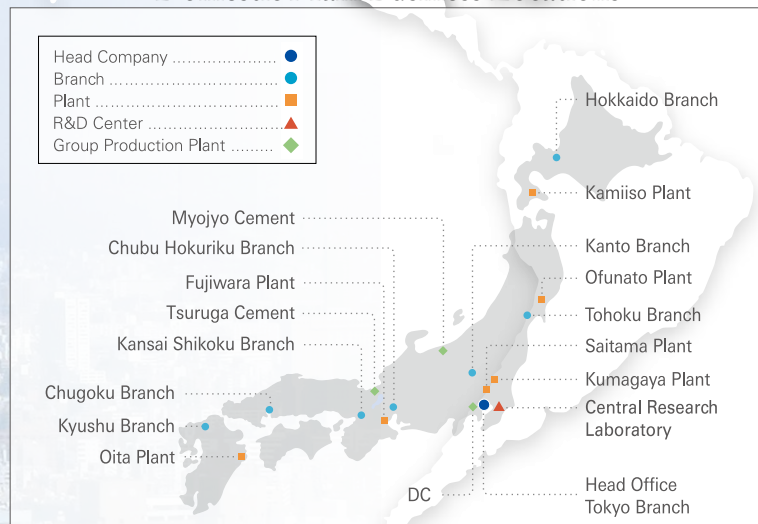 Head Company ....................
Branch ................................
Plant ...................................
R&D Center ........................
Group Production Plant .........
Hokkaido Branch
Kamiiso Plant
Myojyo Cement
Chubu Hokuriku Branch
Fujiwara Plant
Tsuruga Cement
Kansai Shikoku Branch
Chugoku Branch
Kyushu Branch
Oita Plant
Kanto Branch
Ofunato Plant
Tohoku Branch
Saitama Plant
Kumagaya Plant
Central Research
Laboratory
DC
Head Office
Tokyo Branch